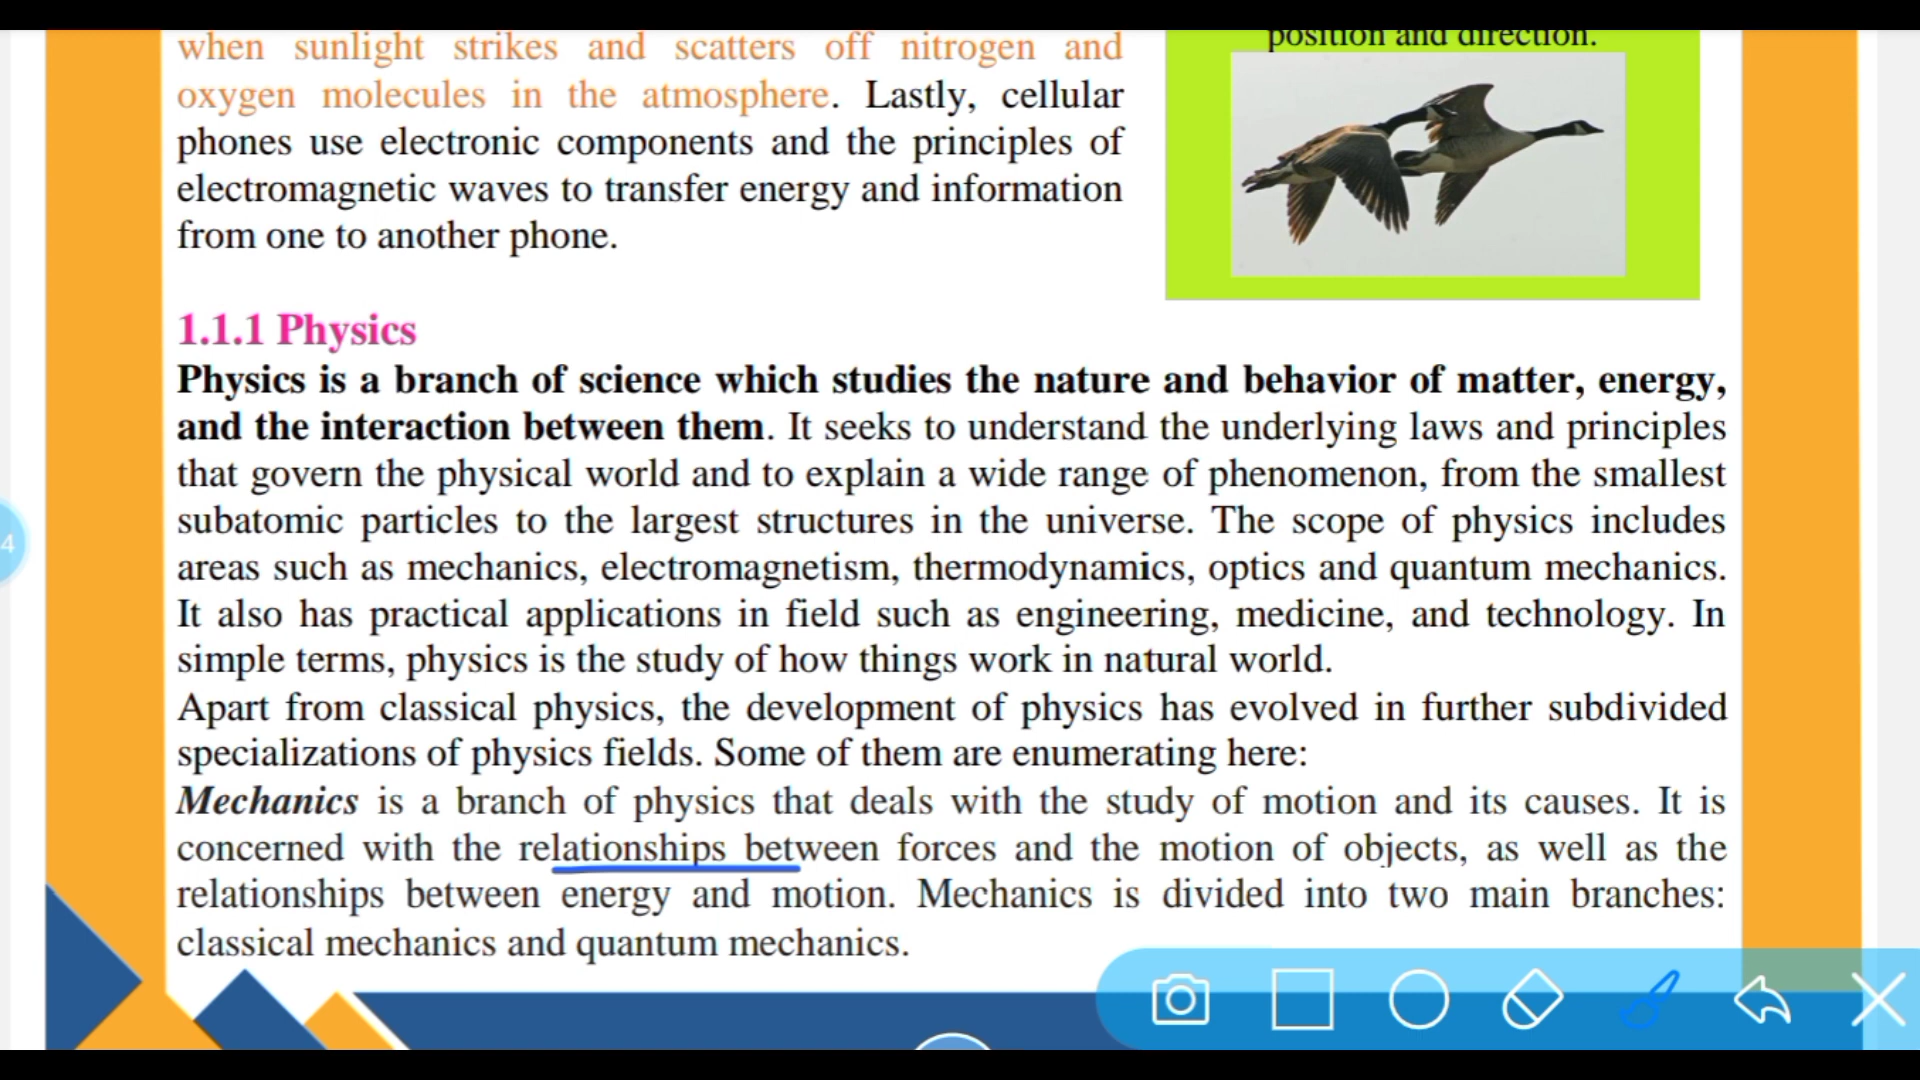 when sunlight strikes and scatters off nitrogen and
oxygen molecules in the atmosphere. Lastly, cellular
phones use electronic components and the principles of
electromagnetic waves to transfer energy and information
from one to another phone.
position and direction.
1.1.1 Physics
Physics is a branch of science which studies the nature and behavior of matter, energy,
and the interaction between them. It seeks to understand the underlying laws and principles
that govern the physical world and to explain a wide range of phenomenon, from the smallest
subatomic particles to the largest structures in the universe. The scope of physics includes
areas such as mechanics, electromagnetism, thermodynamics, optics and quantum mechanics.
It also has practical applications in field such as engineering, medicine, and technology. In
simple terms, physics is the study of how things work in natural world.
Apart from classical physics, the development of physics has evolved in further subdivided
specializations of physics fields. Some of them are enumerating here:
Mechanics is a branch of physics that deals with the study of motion and its causes. It is
concerned with the relationships between forces and the motion of objects, as well as the
relationships between energy and motion. Mechanics is divided into two main branches:
classical mechanics and quantum mechanics.
4